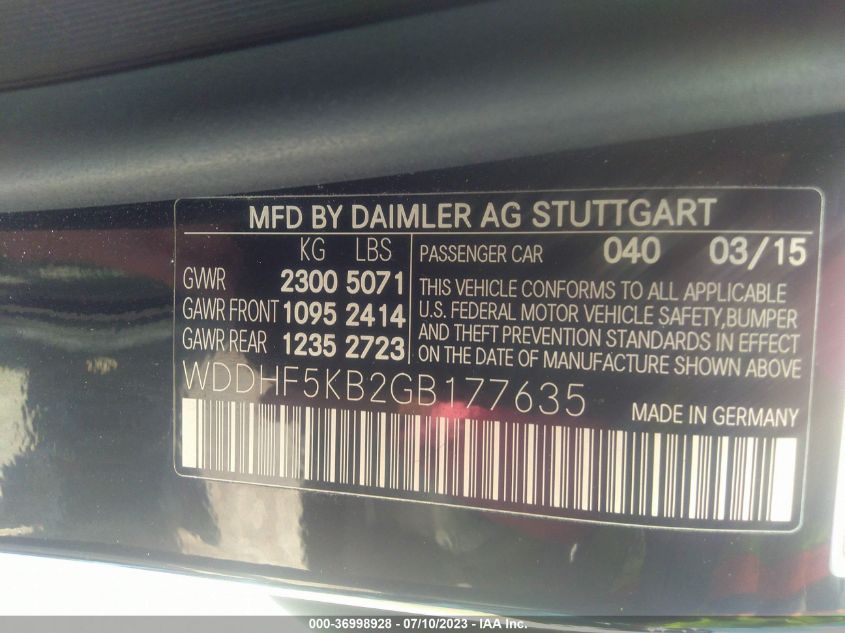 MFD BY DAIMLER AG STUTTGART
KG LBS
GVWR 2300 5071
GAWR FRONT 1095 2414
GAWR REAR 1235 2723
PASSENGER CAR 040 03/15
THIS VEHICLE CONFORMS TO ALL APPLICABLE
U.S. FEDERAL MOTOR VEHICLE SAFETY,BUMPER
AND THEFT PREVENTION STANDARDS IN EFFECT
ON THE DATE OF MANUFACTURE SHOWN ABOVE
WDDHF5KB2GB177635
MADE IN GERMANY
000-36998928 - 07/10/2023 - IAA Inc.